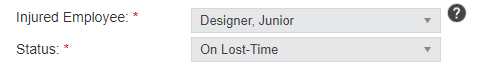 Injured Employee: * Designer, Junior ?
Status: * On Lost-Time